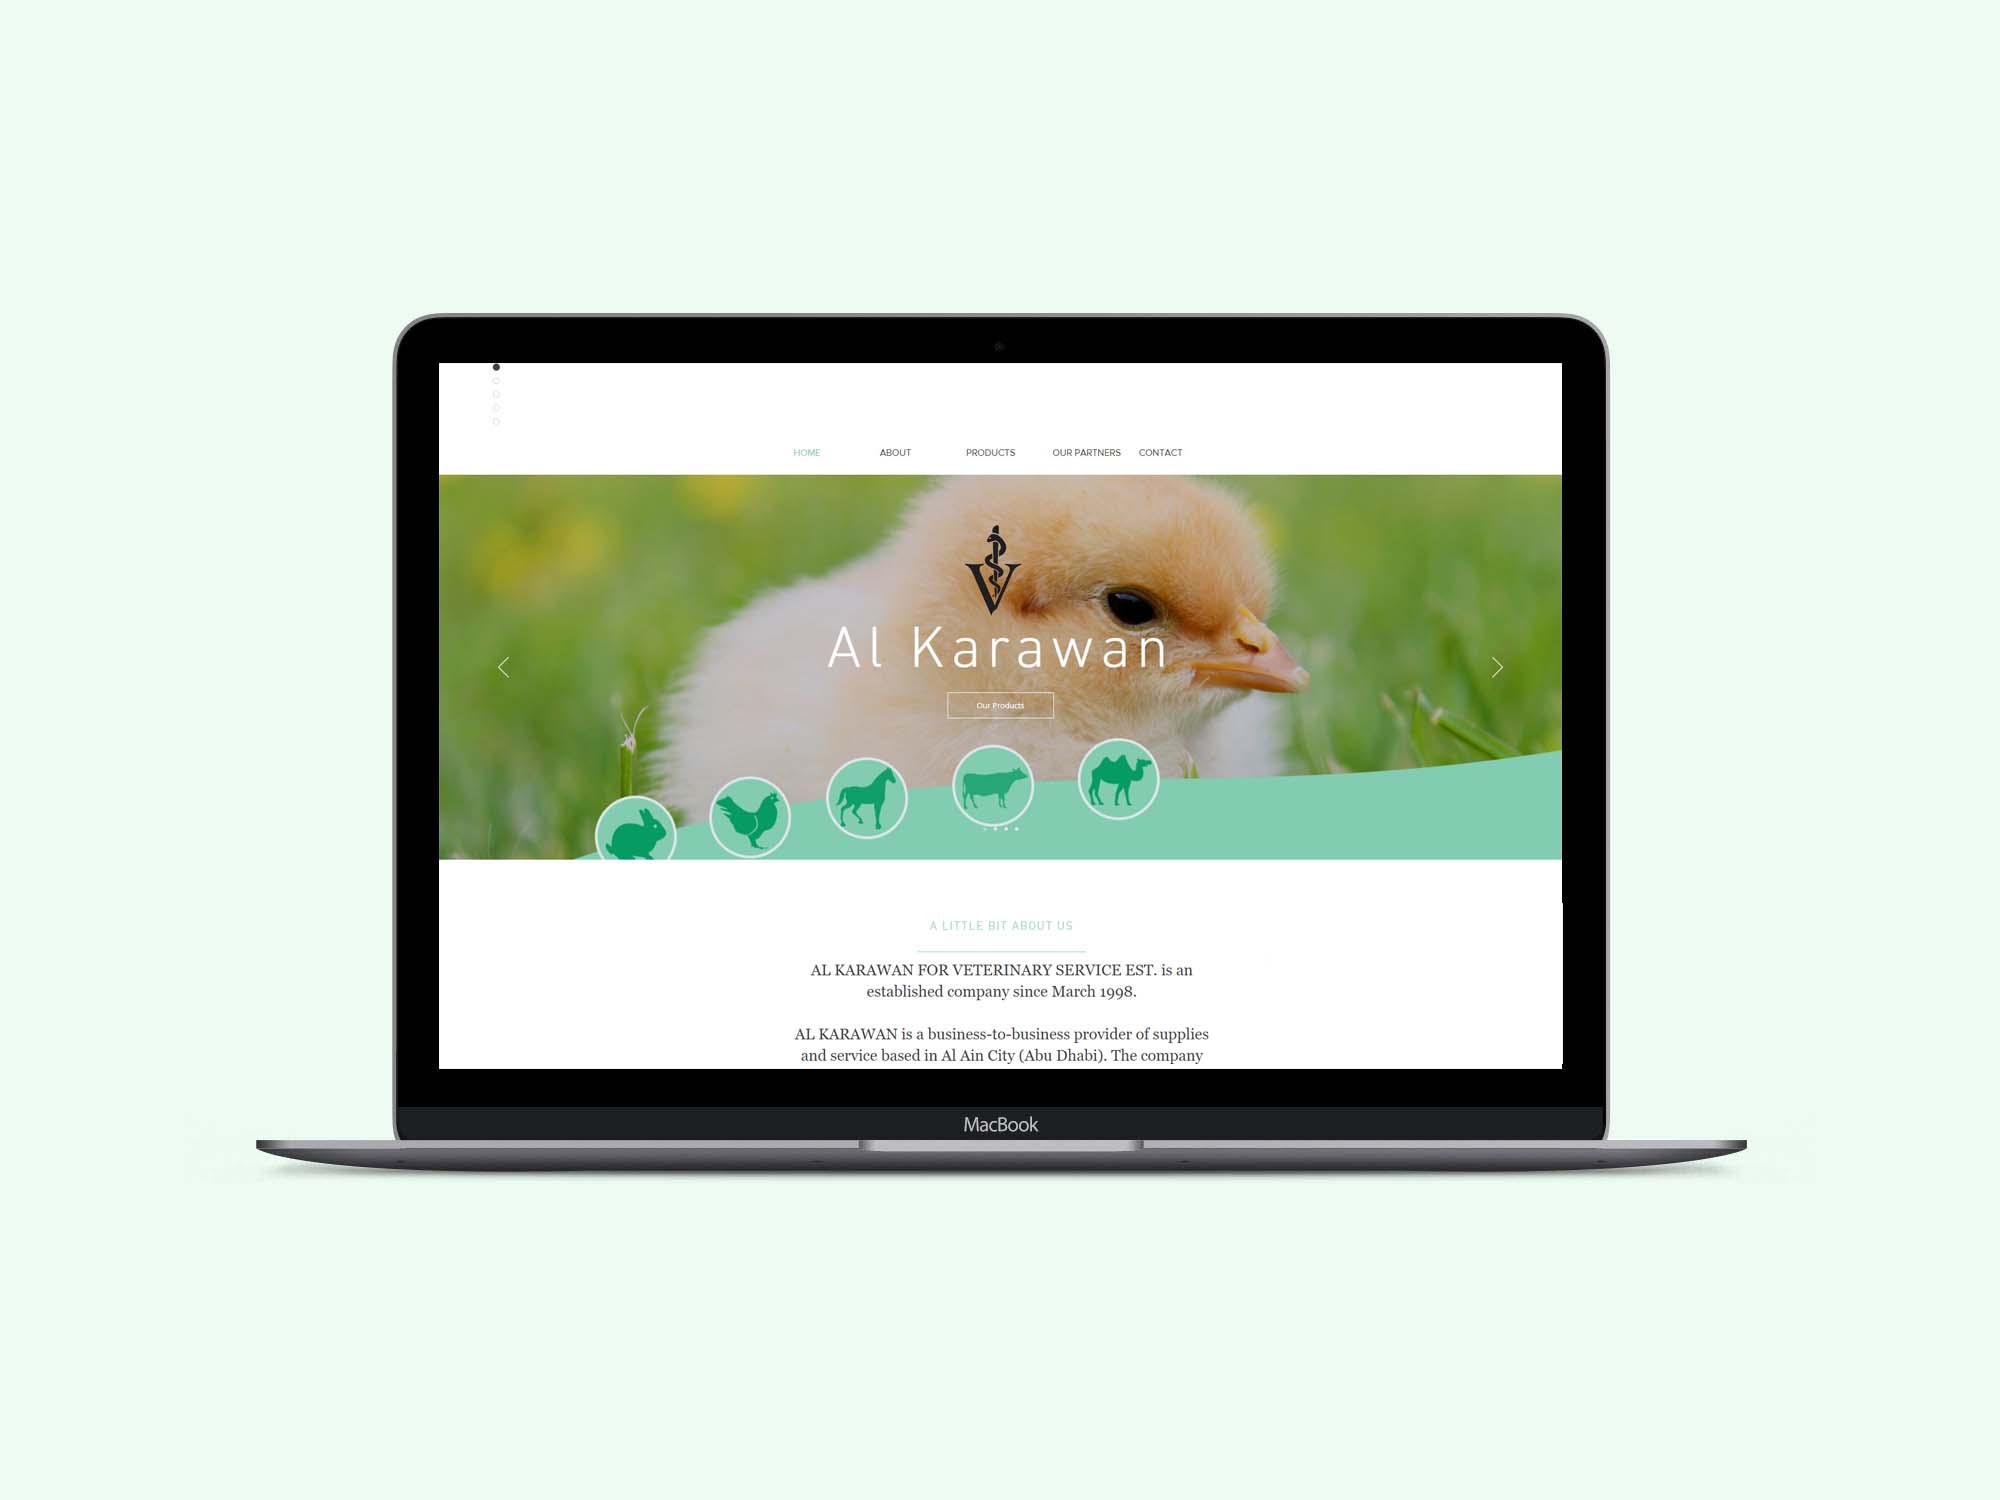 HOME ABOUT PRODUCTS OUR PARTNERS CONTACT
V
Al Karawan
Our Products
A LITTLE BIT ABOUT US
AL KARAWAN FOR VETERINARY SERVICE EST. is an
established company since March 1998.
AL KARAWAN is a business-to-business provider of supplies
and service based in Al Ain City (Abu Dhabi). The company
MacBook